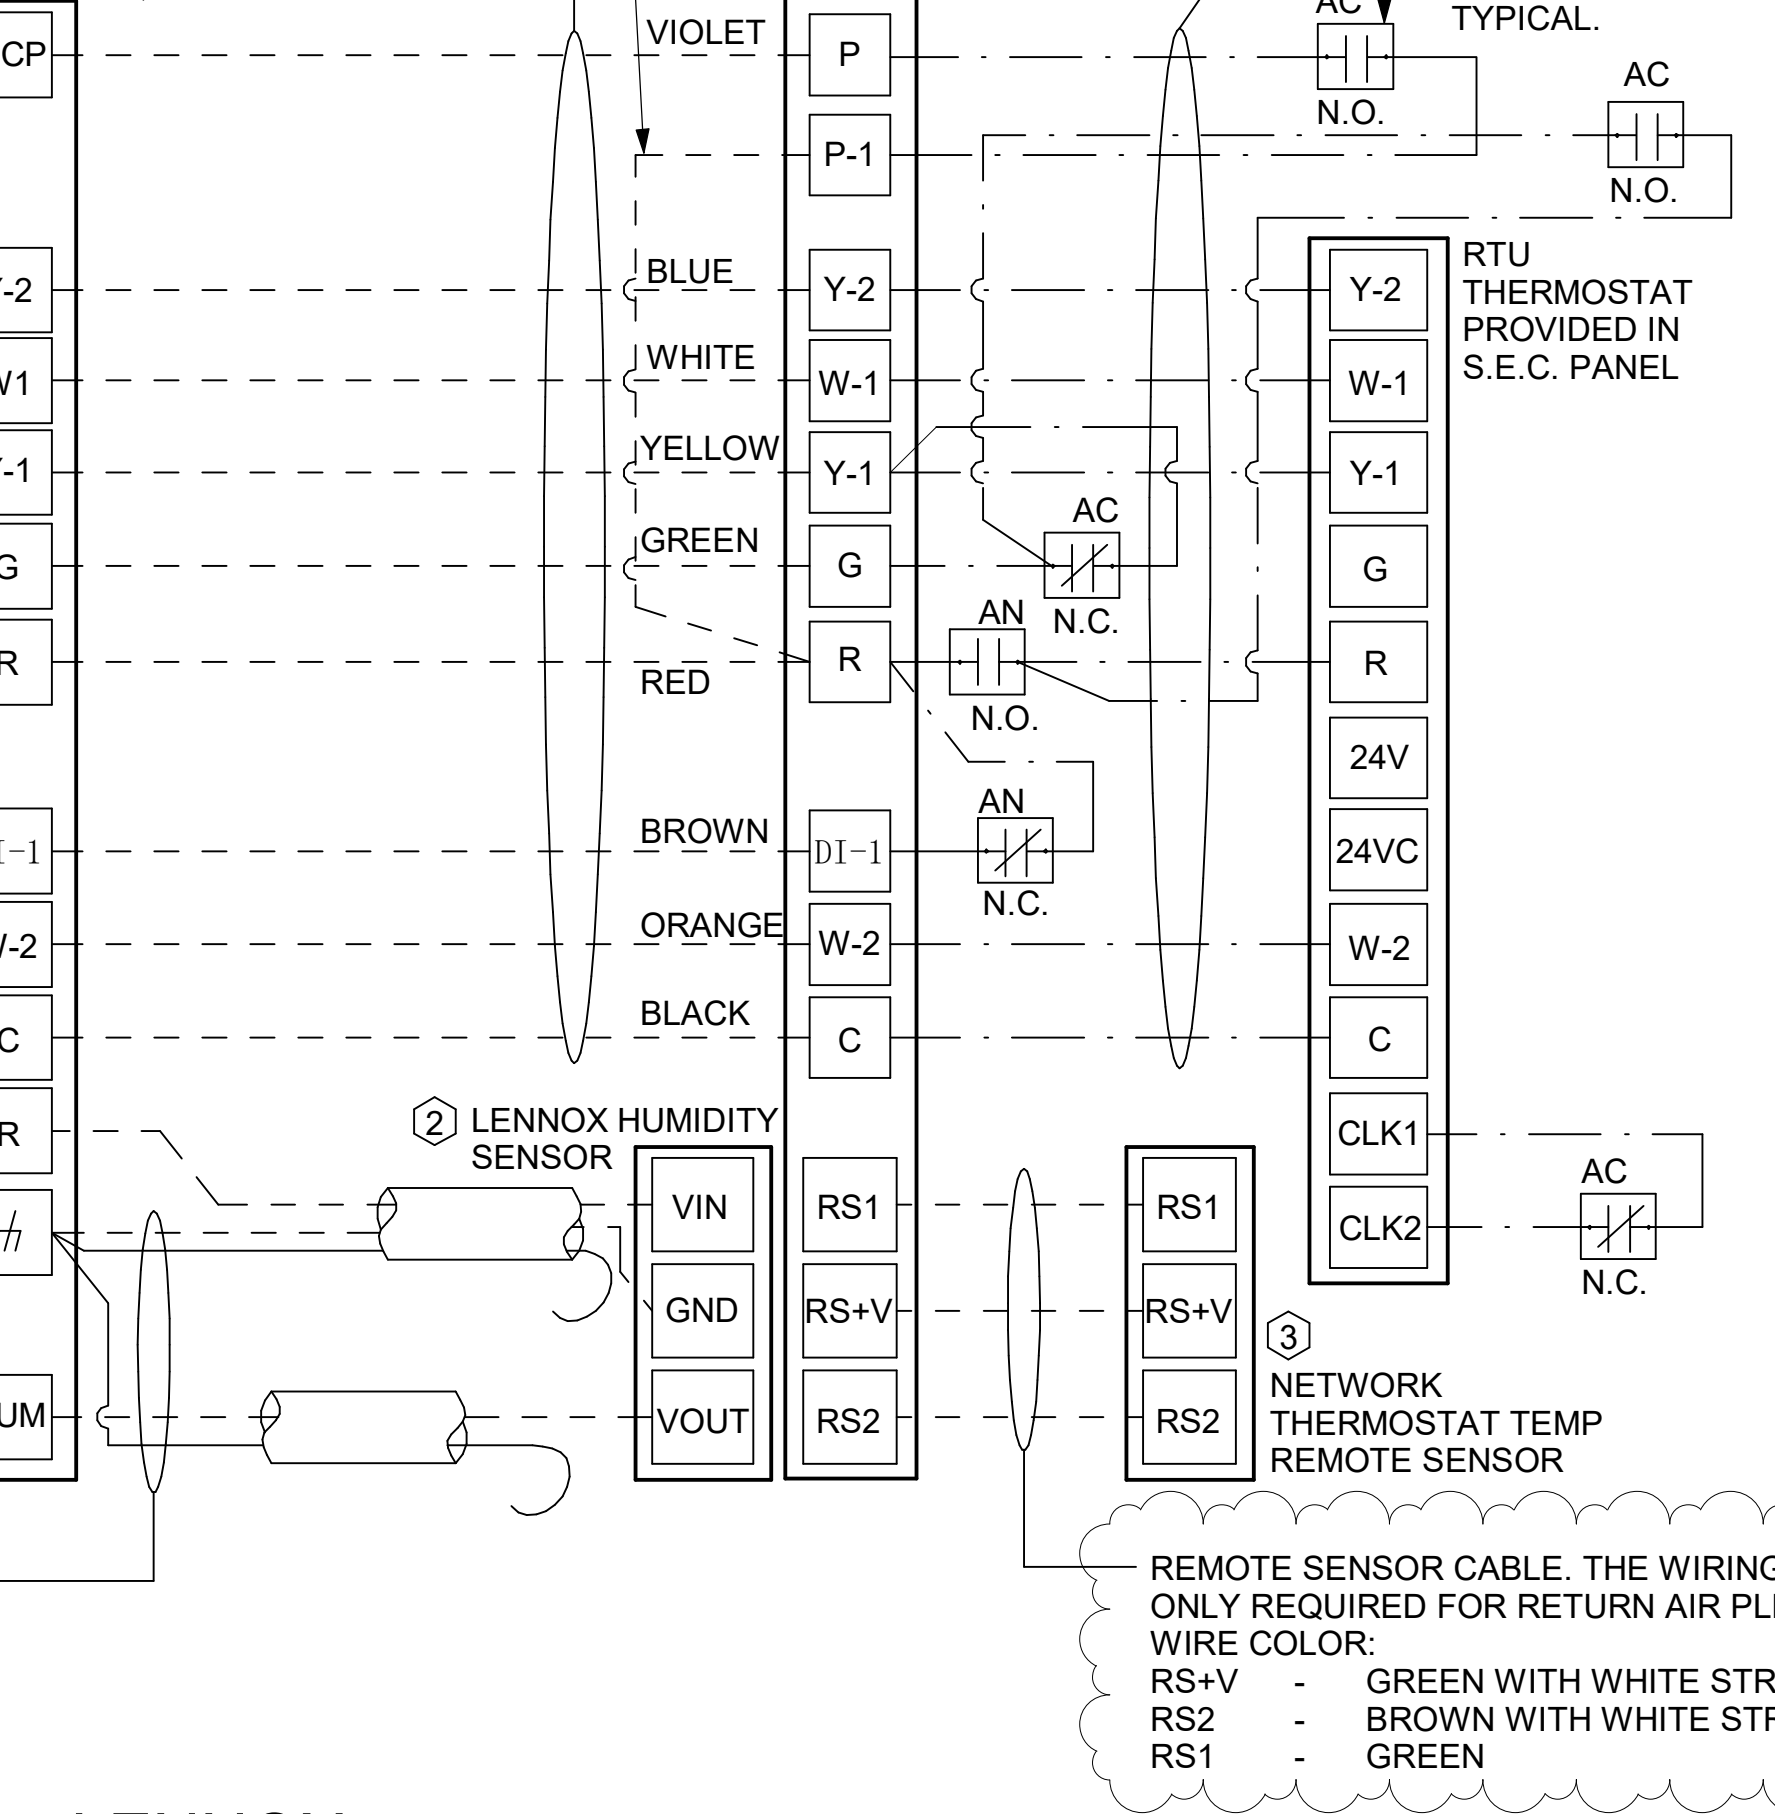 CP
VIOLET
P
AC
N.O.
TYPICAL.
AC
N.O.
P-1
-2
BLUE
Y-2
Y-2
RTU
THERMOSTAT
PROVIDED IN
S.E.C. PANEL
WHITE
W-1
W-1
-1
YELLOW
Y-1
Y-1
AC
N.C.
G
GREEN
G
G
AN
N.O.
R
RED
R
R
24V
BROWN
DI-1
AN
N.C.
24VC
-2
ORANGE
W-2
W-2
C
BLACK
C
C
R
2 LENNOX HUMIDITY
SENSOR
CLK1
AC
N.C.
CLK2
VIN
RS1
RS1
GND
RS+V
RS+V
UM
VOUT
RS2
RS2
3
NETWORK
THERMOSTAT TEMP
REMOTE SENSOR
REMOTE SENSOR CABLE. THE WIRING
ONLY REQUIRED FOR RETURN AIR
WIRE COLOR:
RS+V - GREEN WITH WHITE
RS2 - BROWN WITH WHITE
RS1 - GREEN